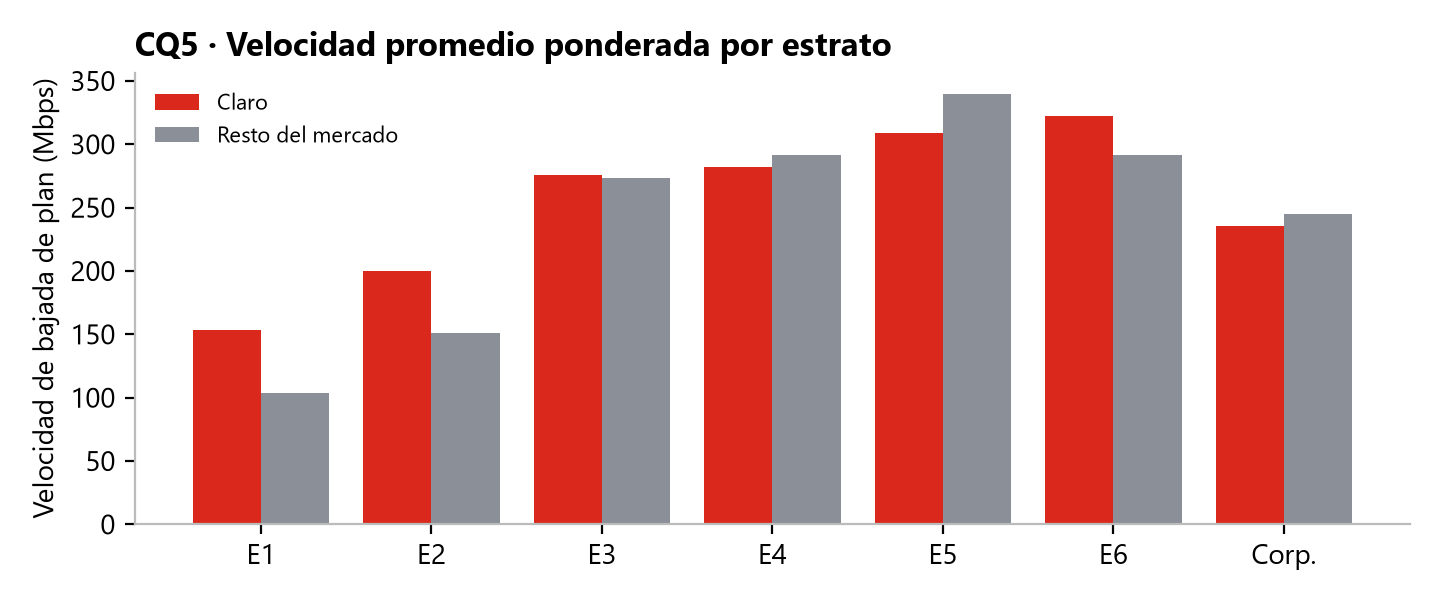 CQ5 · Velocidad promedio ponderada por estrato
Velocidad de bajada de plan (Mbps)
350
300
250
200
150
100
50
0
Claro
Resto del mercado
E1
E2
E3
E4
E5
E6
Corp.